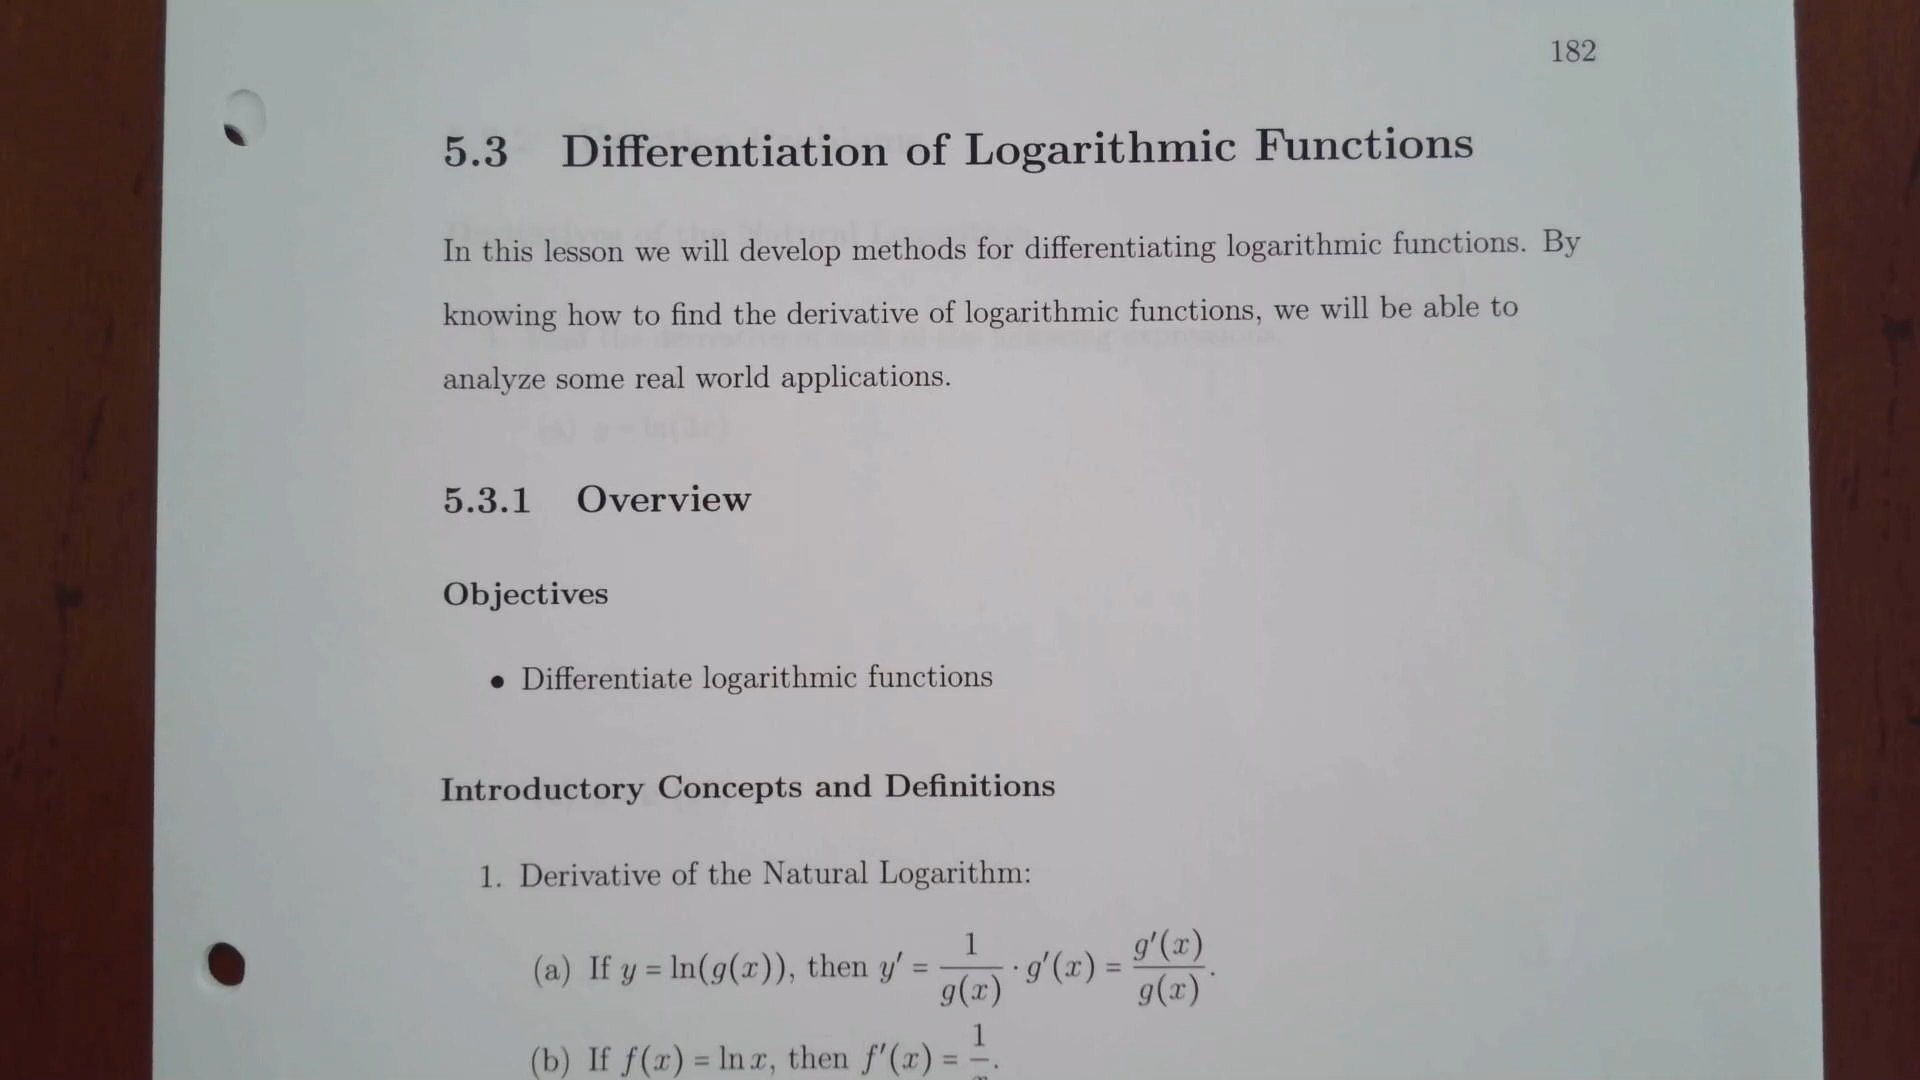 182
5.3 Differentiation of Logarithmic Functions
In this lesson we will develop methods for differentiating logarithmic functions. By
knowing how to find the derivative of logarithmic functions, we will be able to
analyze some real world applications.
5.3.1 Overview
Objectives
• Differentiate logarithmic functions
Introductory Concepts and Definitions
1. Derivative of the Natural Logarithm:
(a) If y = ln(g(x)), then y′ = 1/g(x) · g′(x) = g′(x)/g(x).
(b) If f(x) = ln x, then f′(x) = 1/x.